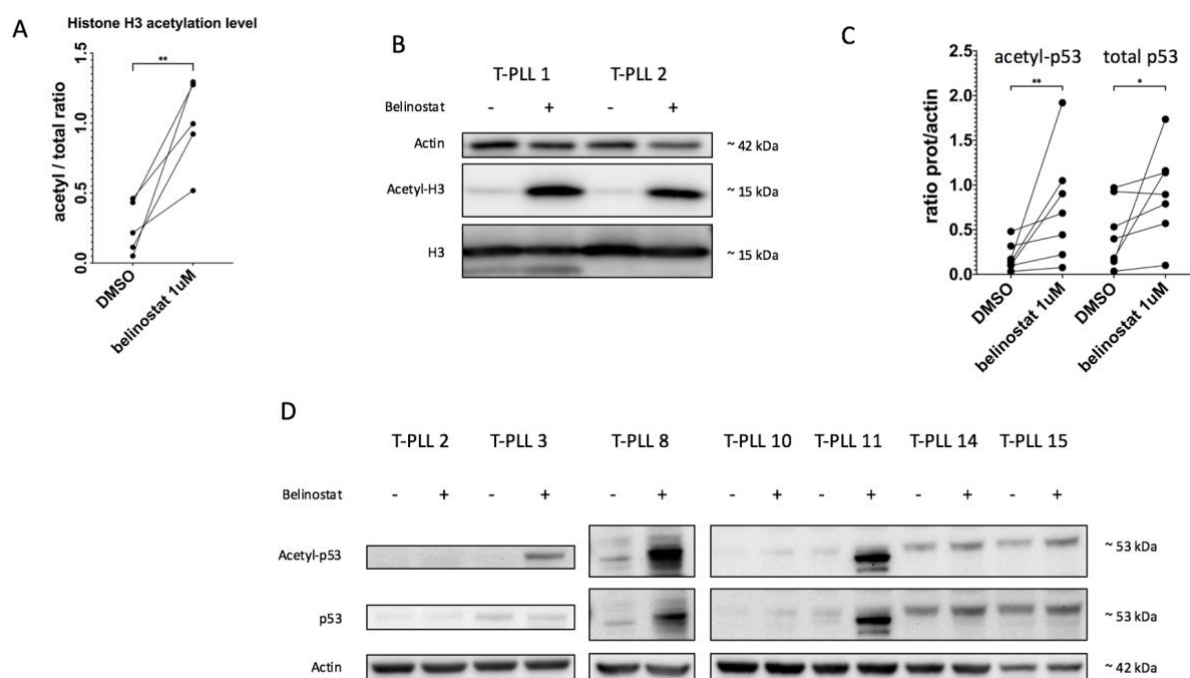 A
Histone H3 acetylation level
**
acetyl / total ratio
1.5
1.0
0.5
0.0
DMSO
belinostat 1uM
B
T-PLL 1 T-PLL 2
Belinostat - + - +
Actin ~ 42 kDa
Acetyl-H3 ~ 15 kDa
H3 ~ 15 kDa
C
acetyl-p53 total p53
** *
ratio prot/actin
2.5
2.0
1.5
1.0
0.5
0.0
DMSO
belinostat 1uM
DMSO
belinostat 1uM
D
T-PLL 2 T-PLL 3 T-PLL 8 T-PLL 10 T-PLL 11 T-PLL 14 T-PLL 15
Belinostat - + - + - + - + - + - + - +
Acetyl-p53 ~ 53 kDa
p53 ~ 53 kDa
Actin ~ 42 kDa